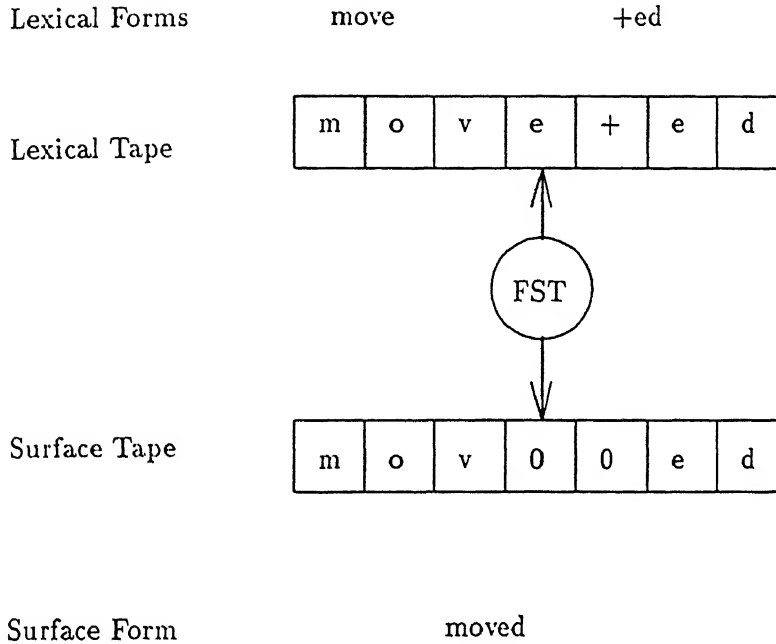 Lexical Forms move +ed
Lexical Tape m o v e + e d
FST
Surface Tape m o v 0 0 e d
Surface Form moved